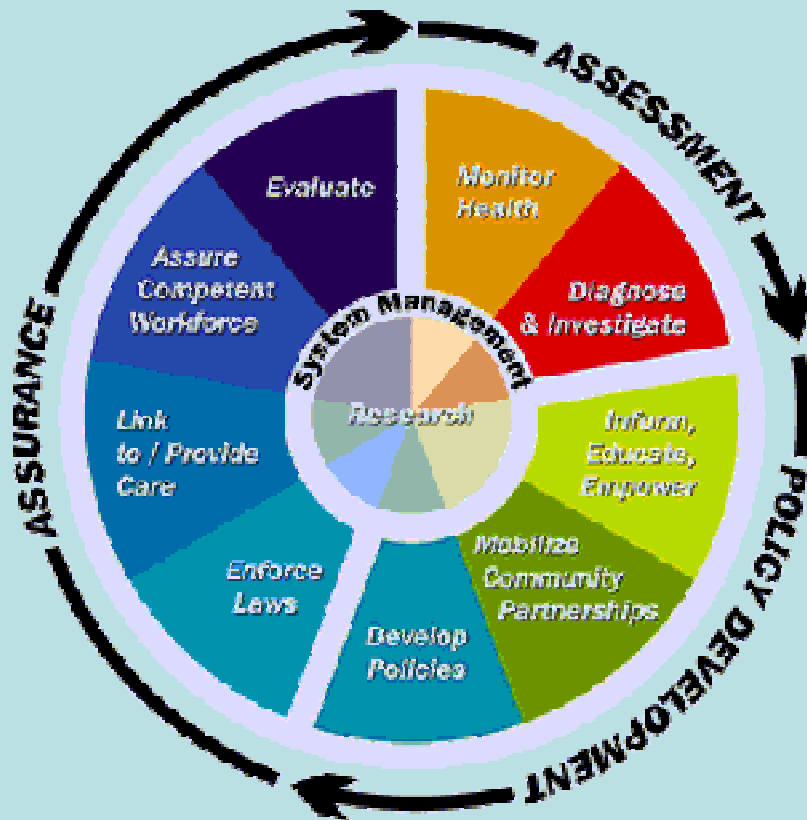 ASSESSMENT
Monitor
Health
Diagnose
& Investigate
POLICY DEVELOPMENT
Inform,
Educate,
Empower
Mobilize
Community
Partnerships
Develop
Policies
ASSURANCE
Enforce
Laws
Link
to / Provide
Care
Assure
Competent
Workforce
Evaluate
System Management
Research